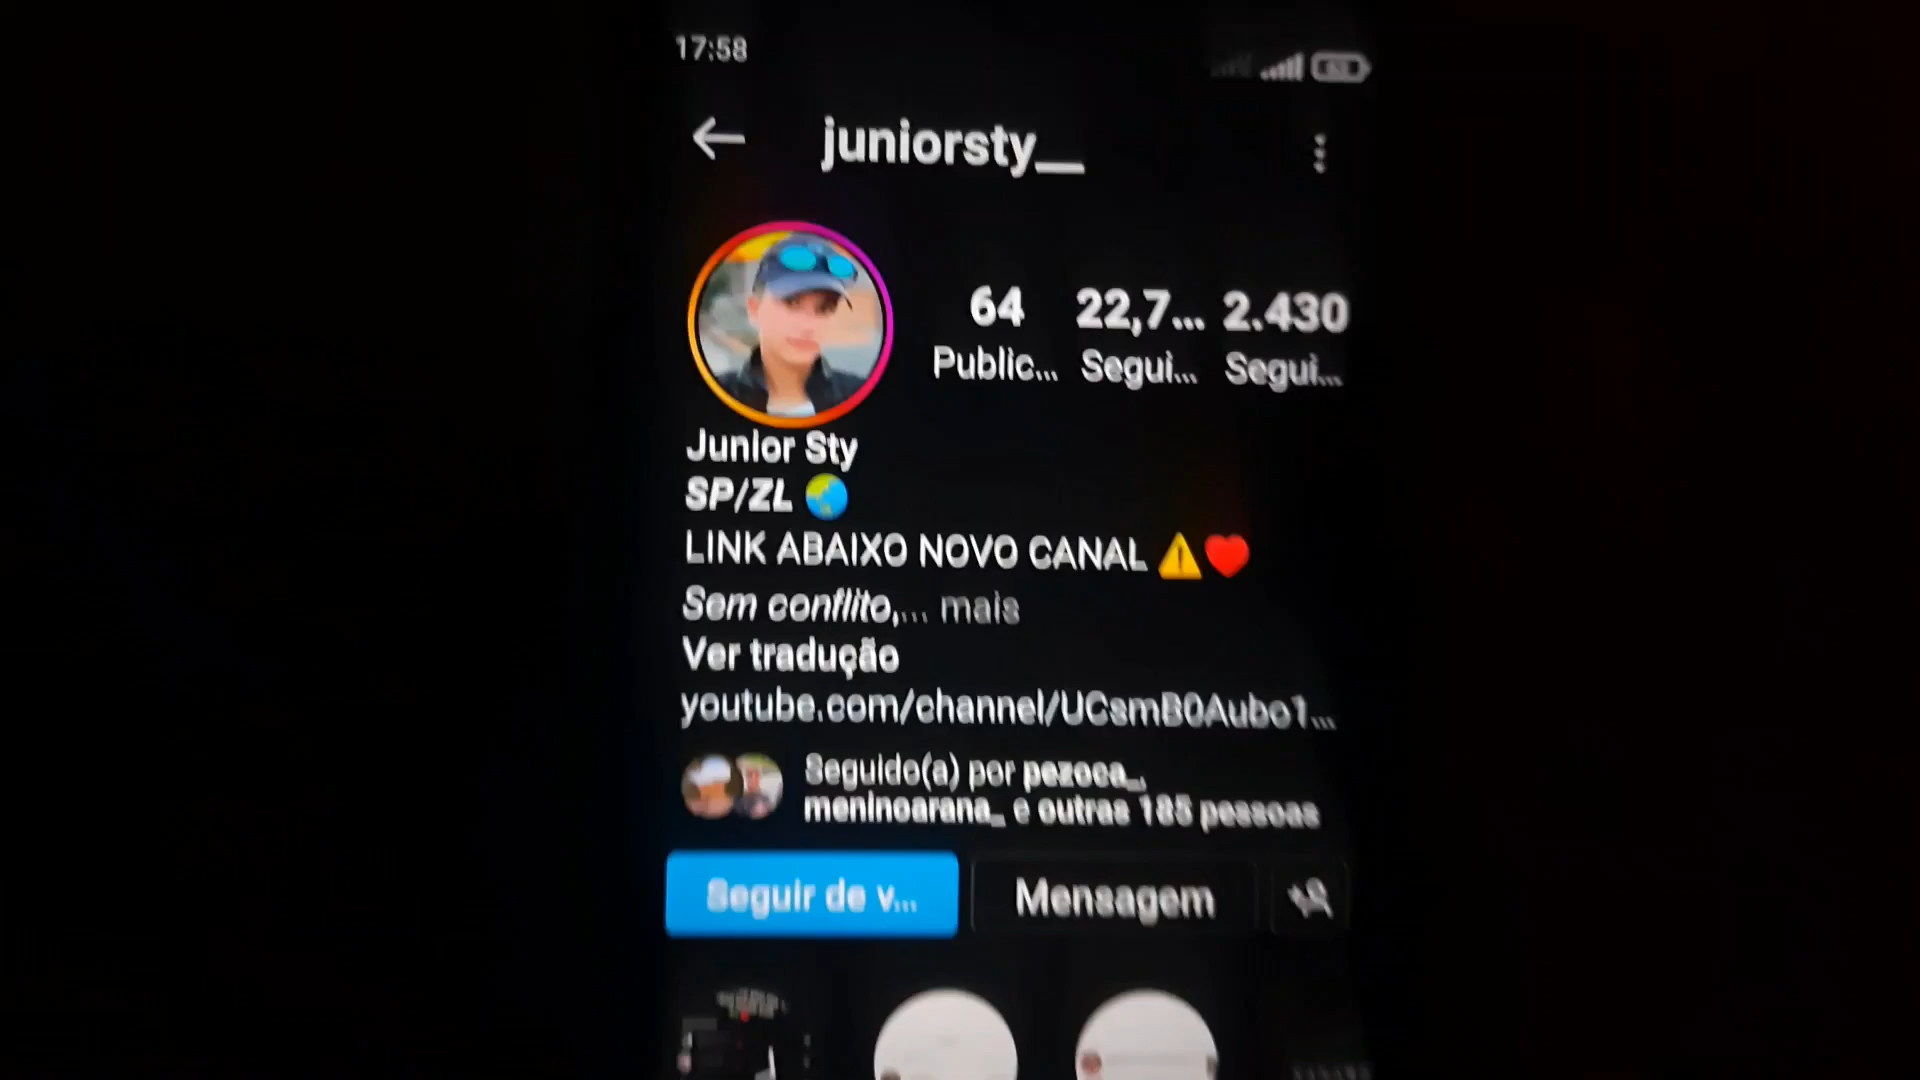 17:58
juniorsty__
64 22,7... 2.430
Public... Segui... Segui...
Junior Sty
SP/ZL
LINK ABAIXO NOVO CANAL
Sem conflito,... mais
Ver tradução
youtube.com/channel/UCsmB0Aubo1...
Seguido(a) por pezoca_,
meninoarana_ e outras 185 pessoas
Seguir de v...
Mensagem